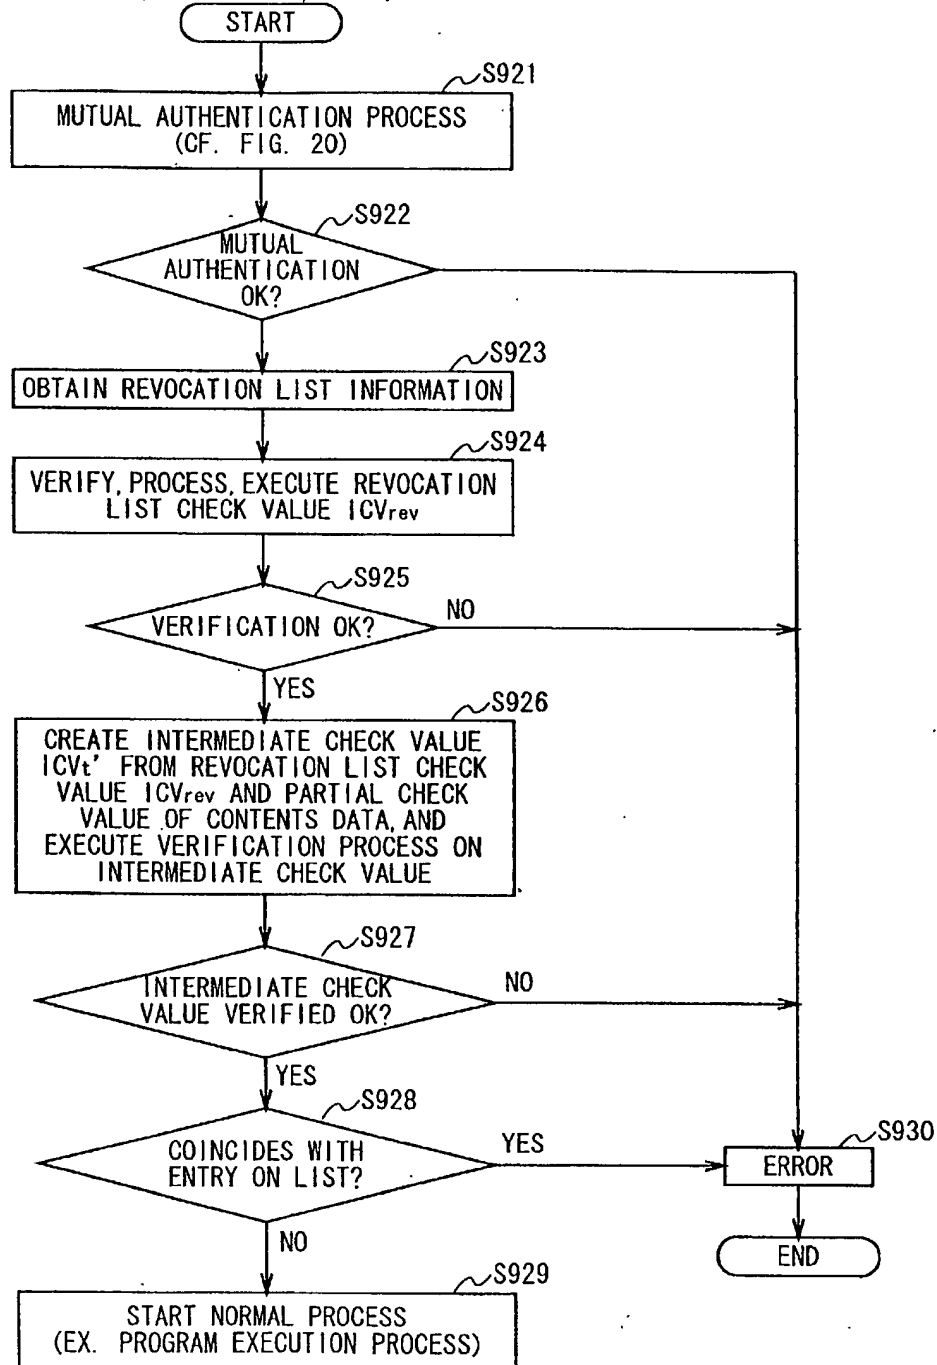 START
S921
MUTUAL AUTHENTICATION PROCESS
(CF. FIG. 20)
S922
MUTUAL
AUTHENTICATION
OK?
S923
OBTAIN REVOCATION LIST INFORMATION
S924
VERIFY, PROCESS, EXECUTE REVOCATION
LIST CHECK VALUE ICVrev
S925
VERIFICATION OK?
NO
YES
S926
CREATE INTERMEDIATE CHECK VALUE
ICVt' FROM REVOCATION LIST CHECK
VALUE ICVrev AND PARTIAL CHECK
VALUE OF CONTENTS DATA, AND
EXECUTE VERIFICATION PROCESS ON
INTERMEDIATE CHECK VALUE
S927
INTERMEDIATE CHECK
VALUE VERIFIED OK?
NO
YES
S928
COINCIDES WITH
ENTRY ON LIST?
YES
S930
ERROR
END
NO
S929
START NORMAL PROCESS
(EX. PROGRAM EXECUTION PROCESS)